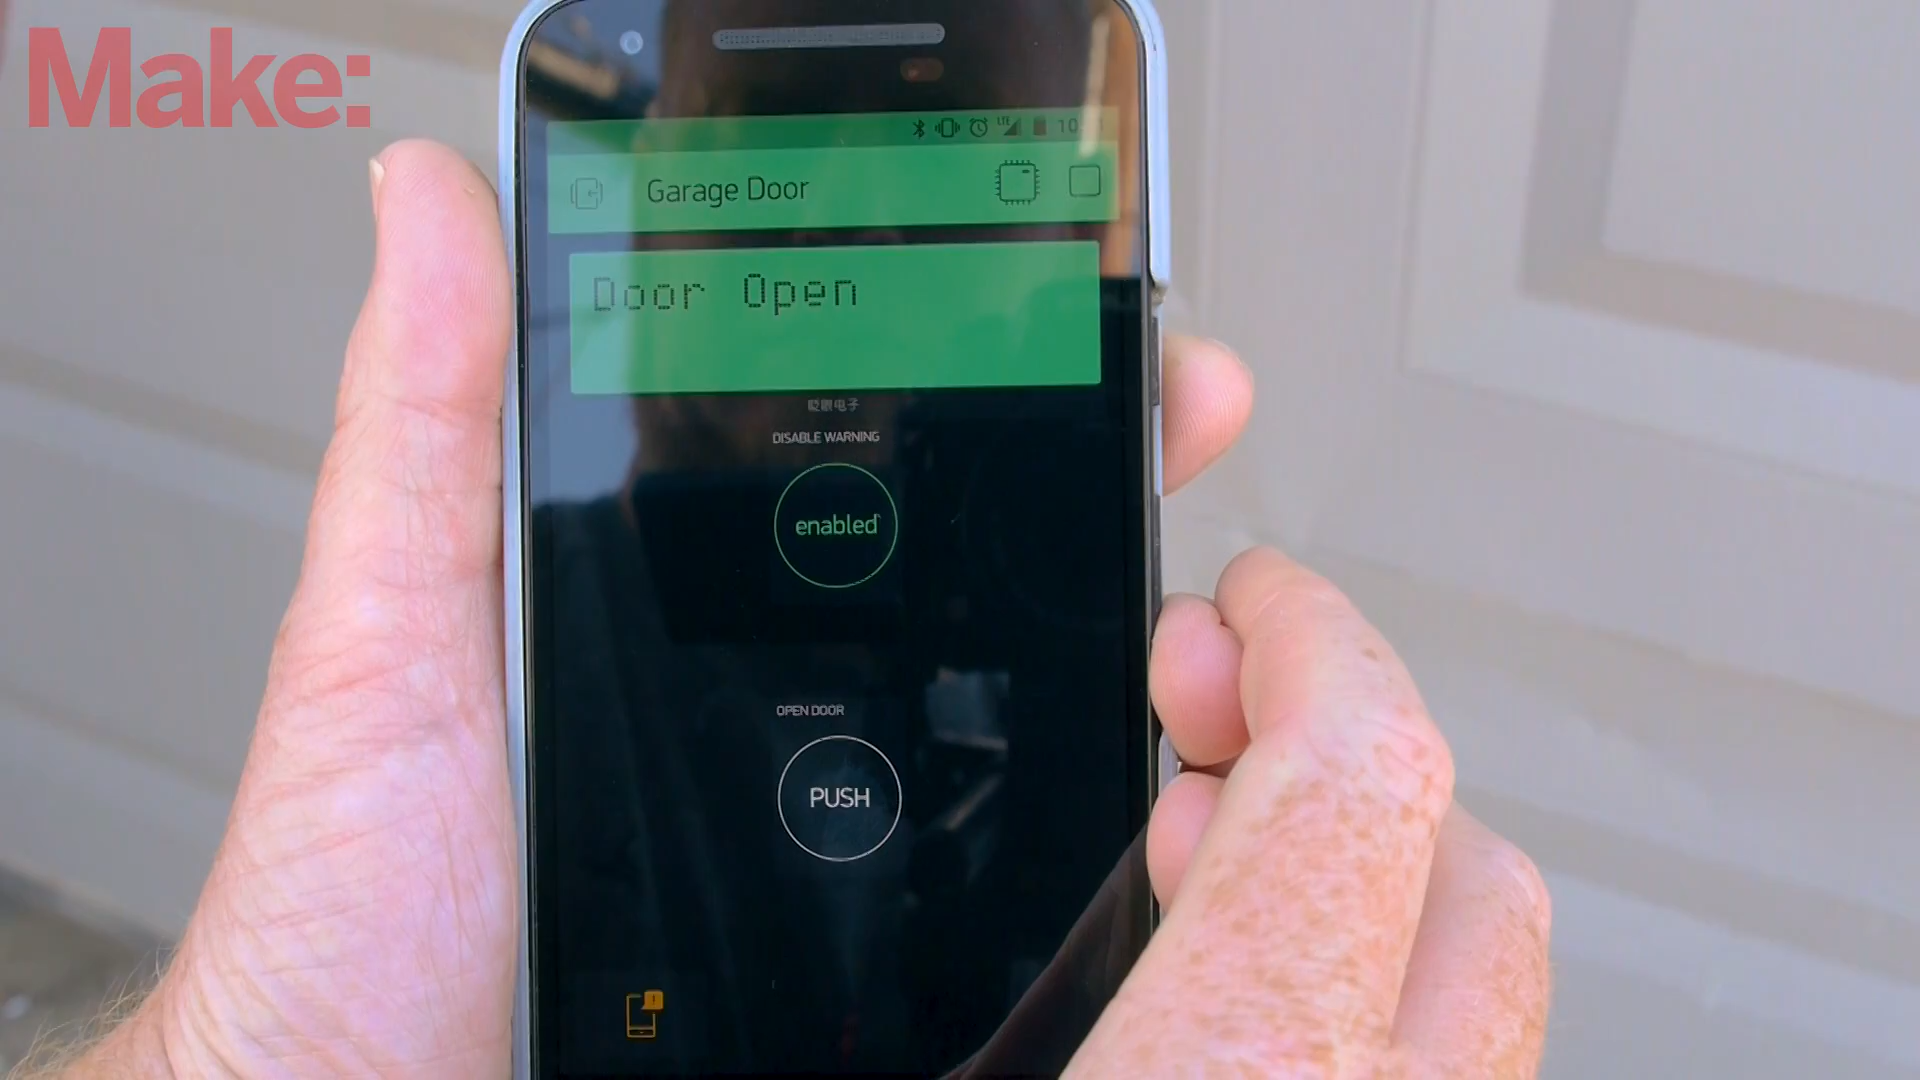 Make:
Garage Door
Door Open
DISABLE WARNING
enabled
OPEN DOOR
PUSH